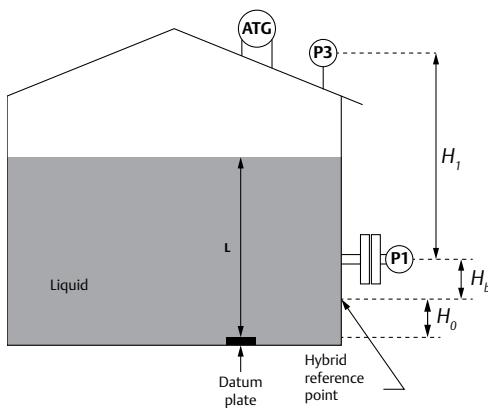 ATG
P3
H1
L
P1
Hb
Liquid
H0
Hybrid
reference
point
Datum
plate